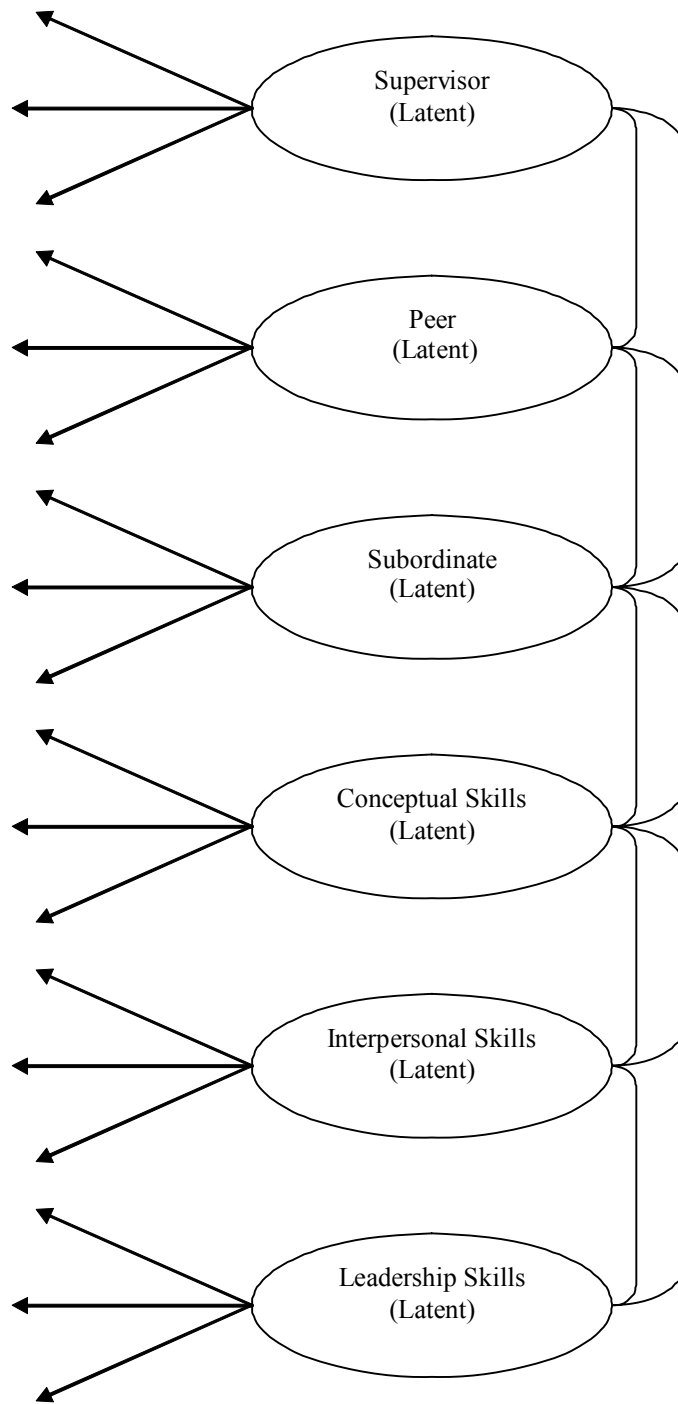 Supervisor
(Latent)
Peer
(Latent)
Subordinate
(Latent)
Conceptual Skills
(Latent)
Interpersonal Skills
(Latent)
Leadership Skills
(Latent)